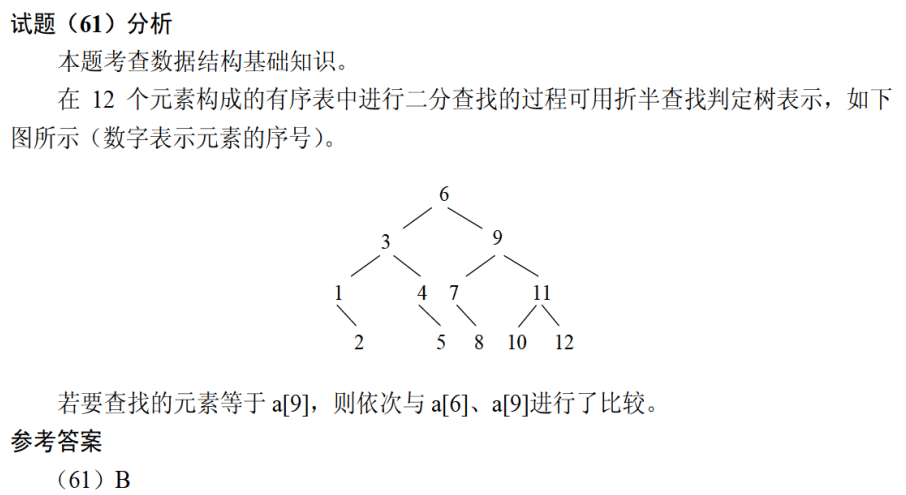 试题（61）分析
本题考查数据结构基础知识。
在 12 个元素构成的有序表中进行二分查找的过程可用折半查找判定树表示，如下
图所示（数字表示元素的序号）。
6
3 9
1 4 7 11
2 5 8 10 12
若要查找的元素等于 a[9]，则依次与 a[6]、a[9]进行了比较。
参考答案
（61）B